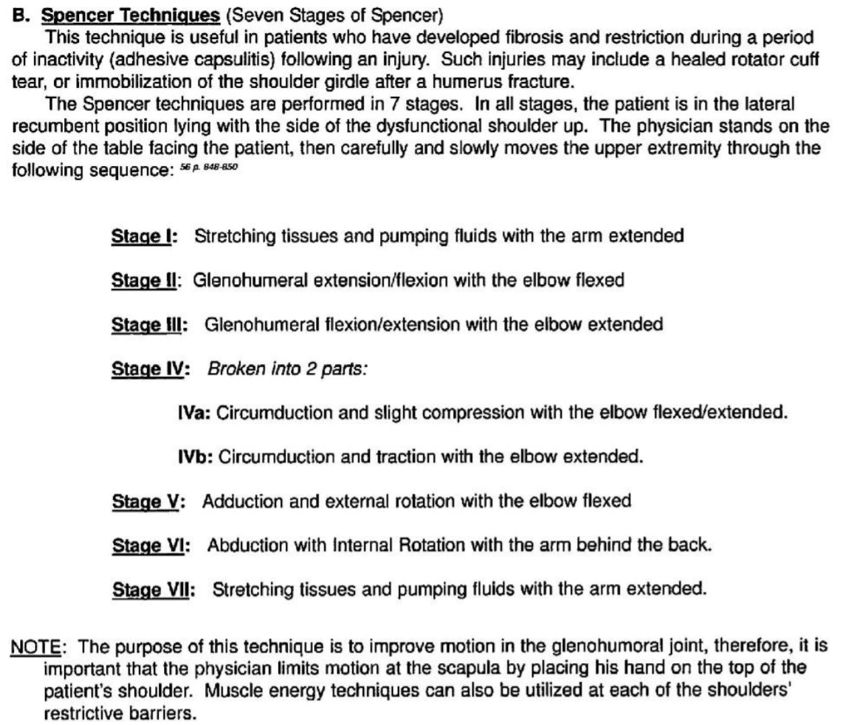 B. Spencer Techniques (Seven Stages of Spencer)
This technique is useful in patients who have developed fibrosis and restriction during a period
of inactivity (adhesive capsulitis) following an injury. Such injuries may include a healed rotator cuff
tear, or immobilization of the shoulder girdle after a humerus fracture.
The Spencer techniques are performed in 7 stages. In all stages, the patient is in the lateral
recumbent position lying with the side of the dysfunctional shoulder up. The physician stands on the
side of the table facing the patient, then carefully and slowly moves the upper extremity through the
following sequence: 56 p. 848-850
Stage I: Stretching tissues and pumping fluids with the arm extended
Stage II: Glenohumeral extension/flexion with the elbow flexed
Stage III: Glenohumeral flexion/extension with the elbow extended
Stage IV: Broken into 2 parts:
IVa: Circumduction and slight compression with the elbow flexed/extended.
IVb: Circumduction and traction with the elbow extended.
Stage V: Adduction and external rotation with the elbow flexed
Stage VI: Abduction with Internal Rotation with the arm behind the back.
Stage VII: Stretching tissues and pumping fluids with the arm extended.
NOTE: The purpose of this technique is to improve motion in the glenohumoral joint, therefore, it is
important that the physician limits motion at the scapula by placing his hand on the top of the
patient's shoulder. Muscle energy techniques can also be utilized at each of the shoulders'
restrictive barriers.